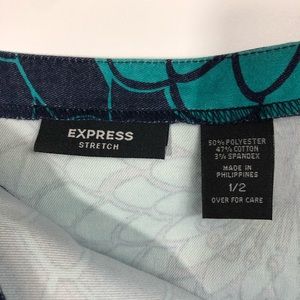 EXPRESS
STRETCH
50% POLYESTER
47% COTTON
3% SPANDEX
MADE IN
PHILIPPINES
1/2
OVER FOR CARE